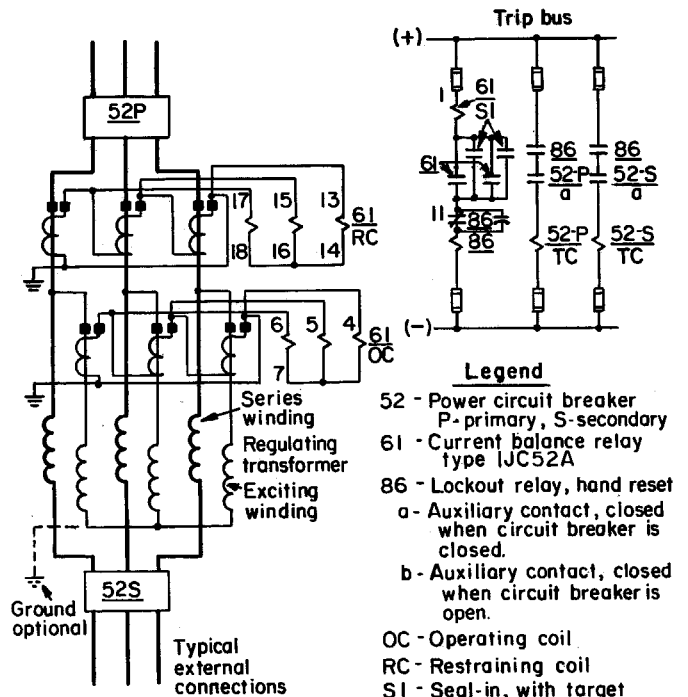 Trip bus
(+)
52P
1
61
SI
61
86
52-P
a
86
52-S
a
17
15
13
61
RC
18
16
14
11
86
86
52-P
TC
52-S
TC
6
5
4
61
OC
7
(-)
Series
winding
Regulating
transformer
Exciting
winding
52S
Ground
optional
Typical
external
connections
Legend
52 - Power circuit breaker
P-primary, S-secondary
61 - Current balance relay
type IJC52A
86 - Lockout relay, hand reset
a - Auxiliary contact, closed
when circuit breaker is
closed.
b - Auxiliary contact, closed
when circuit breaker is
open.
OC - Operating coil
RC - Restraining coil
SI - Seal-in, with target